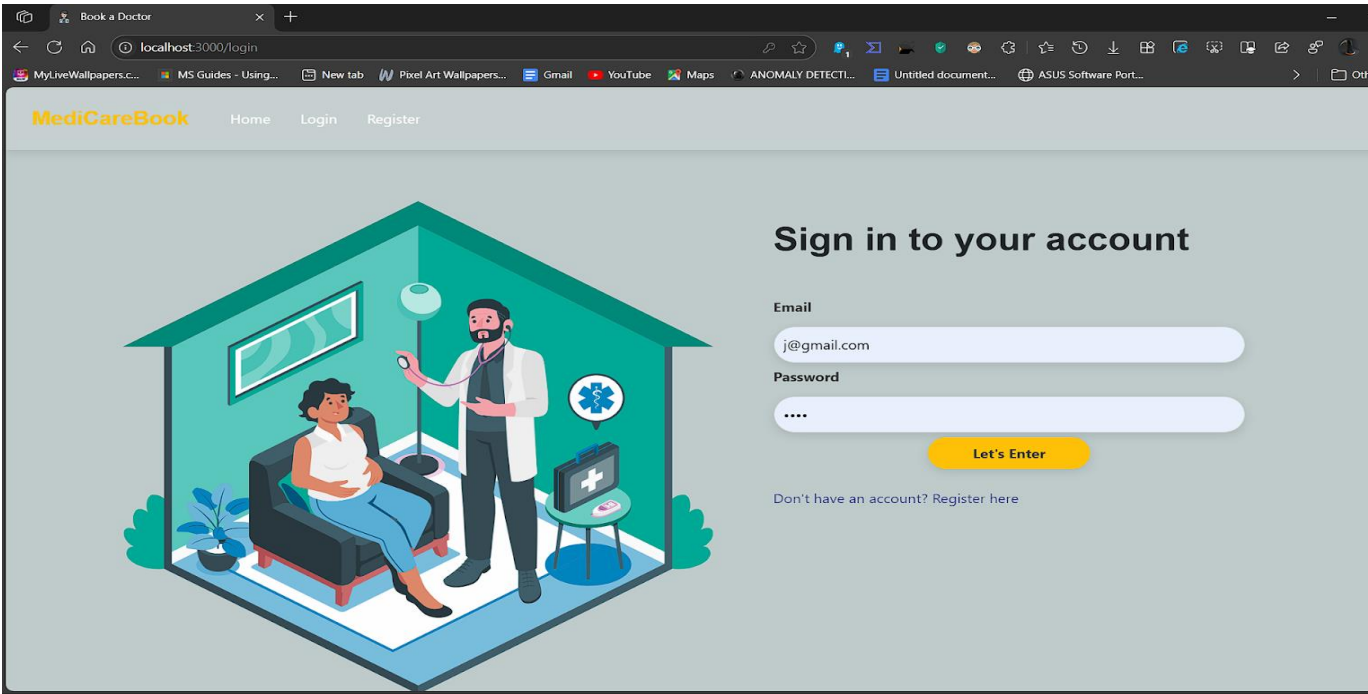 Book a Doctor
localhost:3000/login
1
MyLiveWallpapers.c... MS Guides - Using... New tab Pixel Art Wallpapers... Gmail YouTube Maps ANOMALY DETECTI... Untitled document... ASUS Software Port... Oth
MediCareBook Home Login Register
Sign in to your account
Email
j@gmail.com
Password
••••
Let's Enter
Don't have an account? Register here